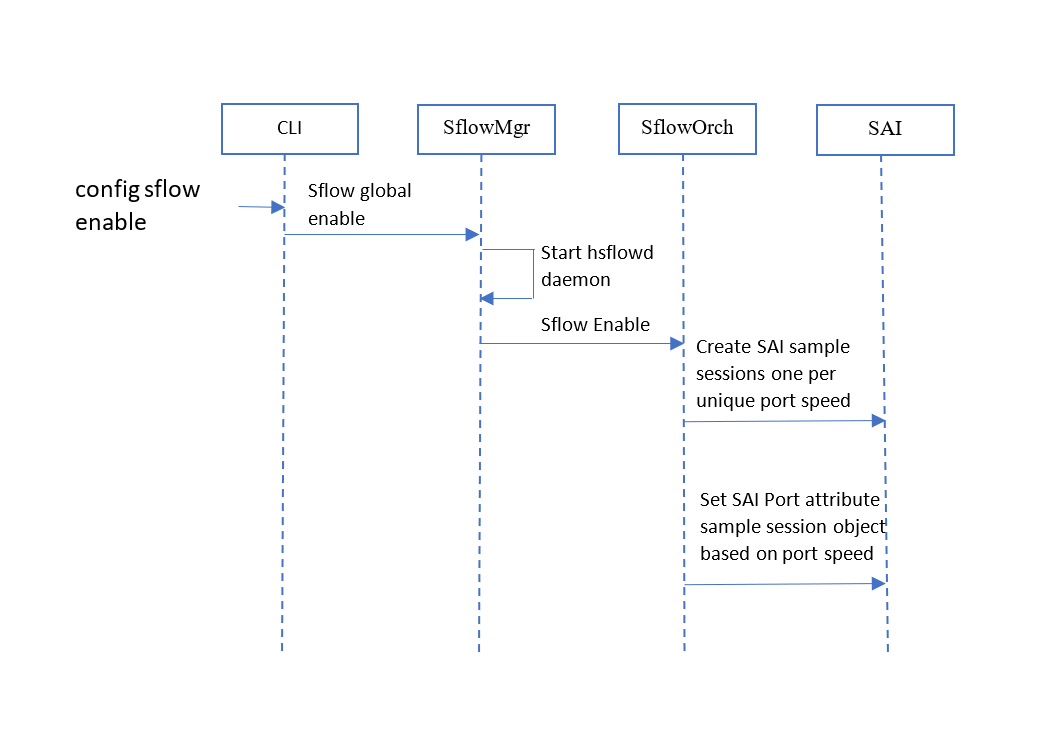 CLI
SflowMgr
SflowOrch
SAI
config sflow
enable
Sflow global
enable
Start hsflowd
daemon
Sflow Enable
Create SAI sample
sessions one per
unique port speed
Set SAI Port attribute
sample session object
based on port speed